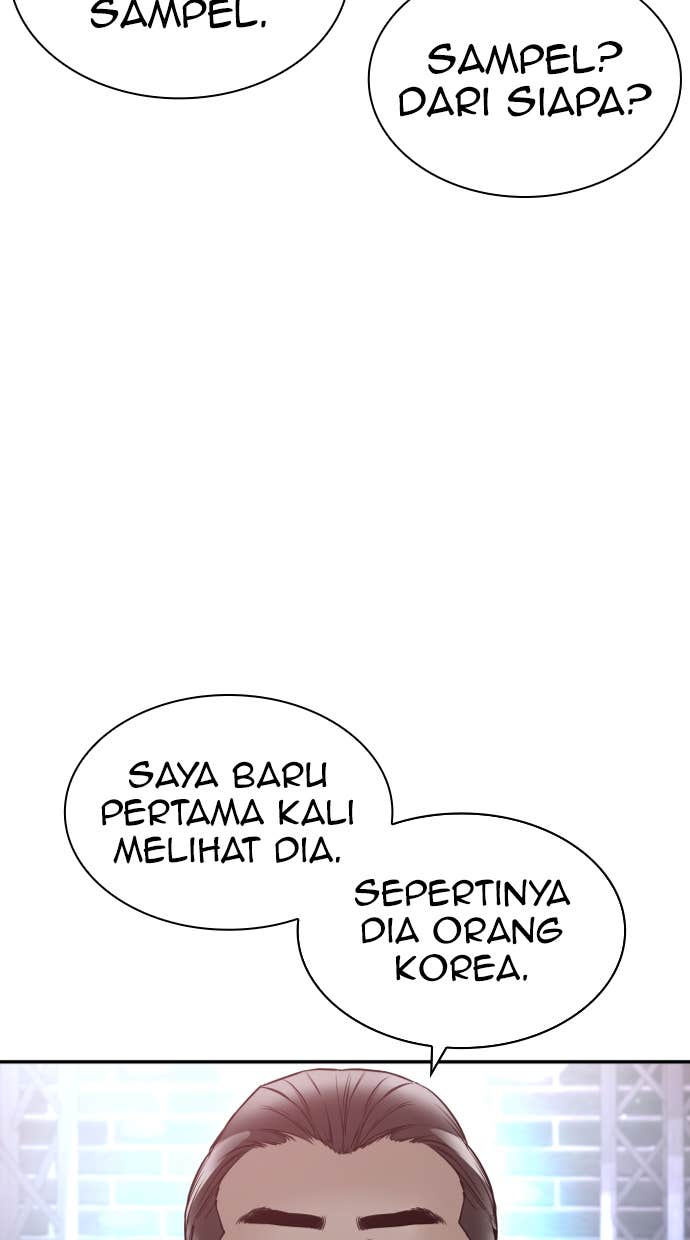 SAMPEL.
SAMPEL?
DARI SIAPA?
SAYA BARU
PERTAMA KALI
MELIHAT DIA.
SEPERTINYA
DIA ORANG
KOREA.